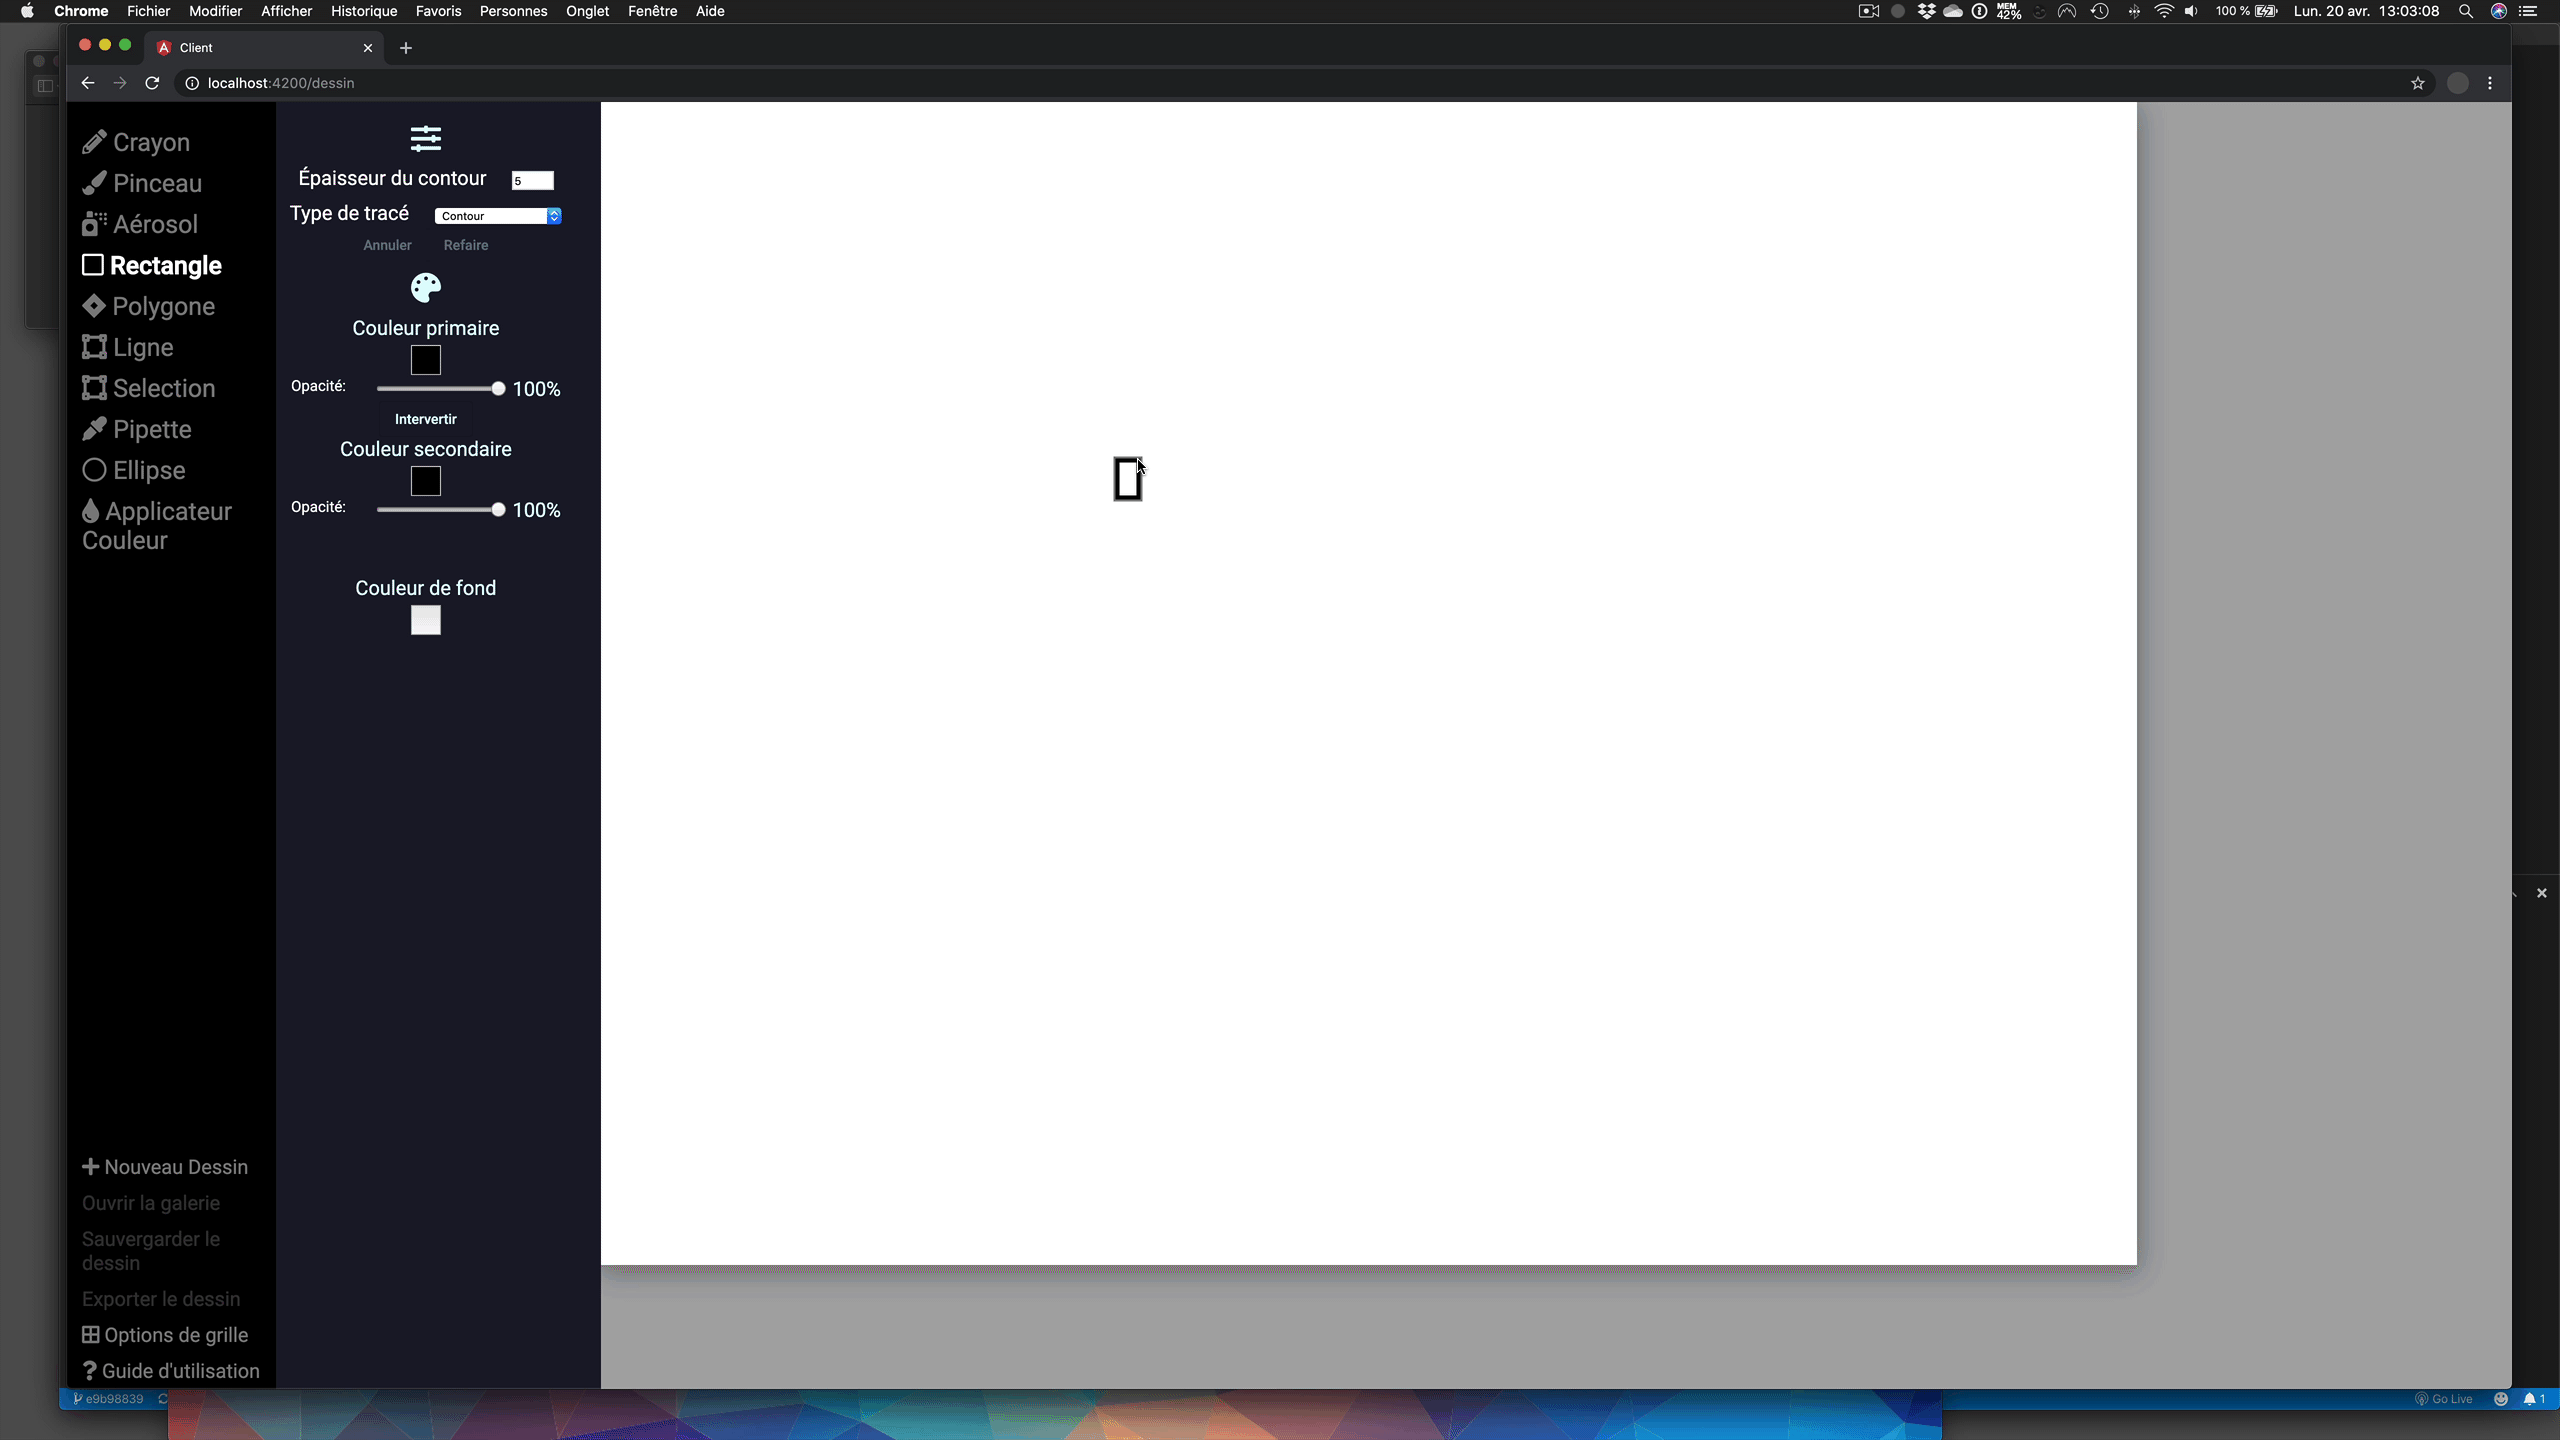 Chrome Fichier Modifier Afficher Historique Favoris Personnes Onglet Fenêtre Aide MEM 42% 100 % Lun. 20 avr. 13:03:08
Client
localhost:4200/dessin
Crayon
Pinceau
Aérosol
Rectangle
Polygone
Ligne
Selection
Pipette
Ellipse
Applicateur
Couleur
Nouveau Dessin
Ouvrir la galerie
Sauvergarder le
dessin
Exporter le dessin
Options de grille
Guide d'utilisation
Épaisseur du contour 5
Type de tracé Contour
Annuler Refaire
Couleur primaire
Opacité: 100%
Intervertir
Couleur secondaire
Opacité: 100%
Couleur de fond
e9b98839 Go Live 1